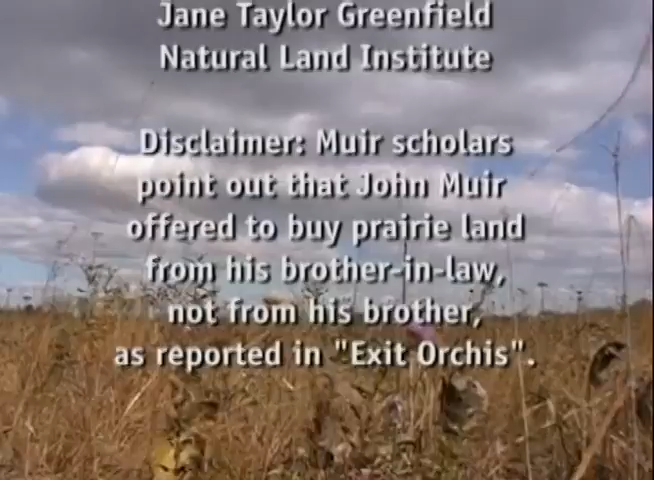 Jane Taylor Greenfield
Natural Land Institute
Disclaimer: Muir scholars
point out that John Muir
offered to buy prairie land
from his brother-in-law,
not from his brother,
as reported in "Exit Orchis".